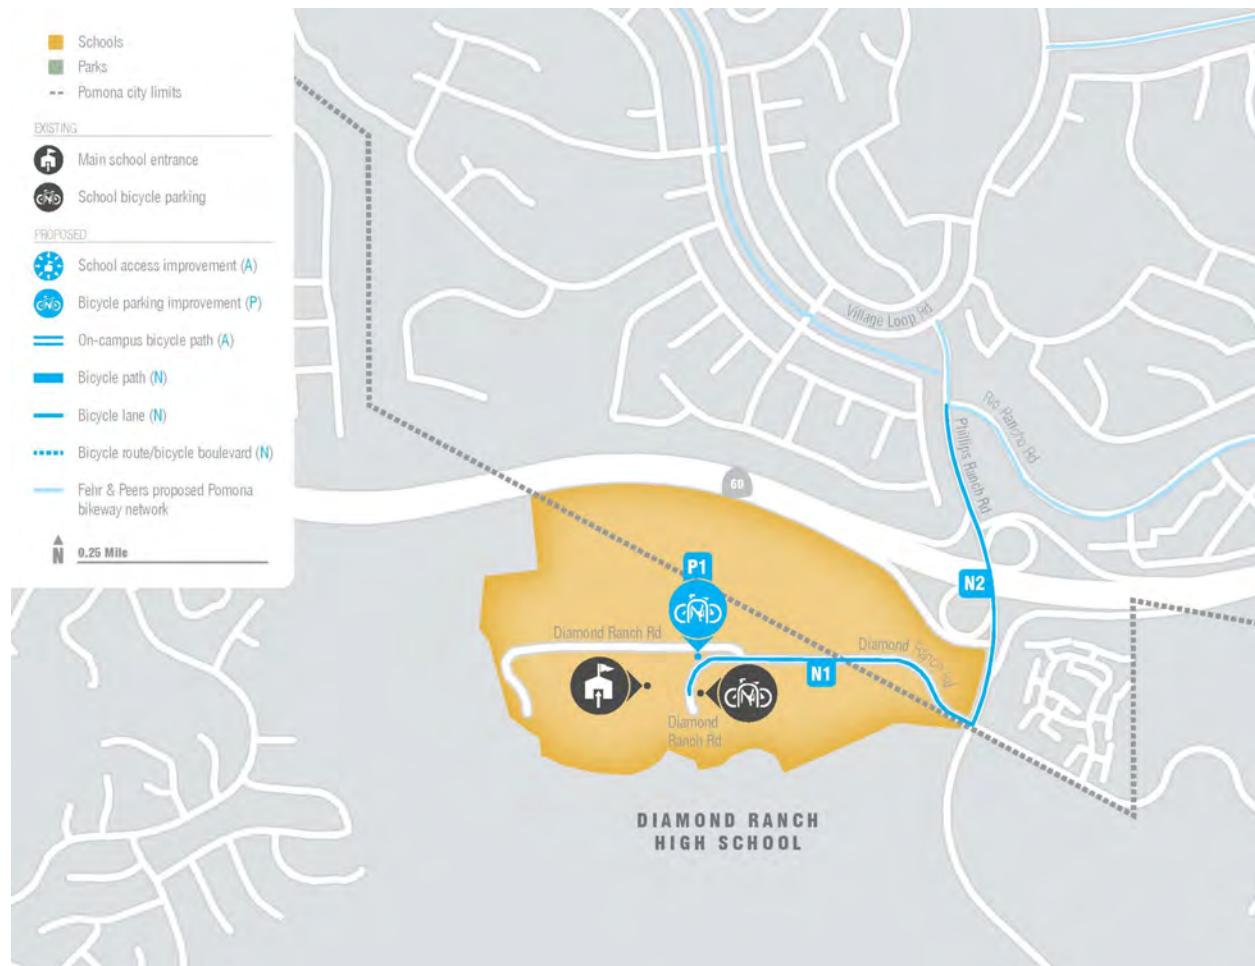 Schools
Parks
Pomona city limits
EXISTING
Main school entrance
School bicycle parking
PROPOSED
School access improvement (A)
Bicycle parking improvement (P)
On-campus bicycle path (A)
Bicycle path (N)
Bicycle lane (N)
Bicycle route/bicycle boulevard (N)
Fehr & Peers proposed Pomona
bikeway network
N
0.25 Mile
Village Loop Rd
Rio Rancho Rd
Phillips Ranch Rd
60
P1
N2
Diamond Ranch Rd
Diamond Ranch Rd
N1
Diamond
Ranch Rd
DIAMOND RANCH
HIGH SCHOOL